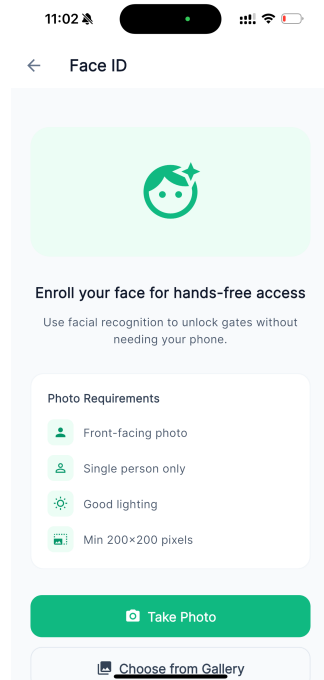 11:02
Face ID
Enroll your face for hands-free access
Use facial recognition to unlock gates without
needing your phone.
Photo Requirements
Front-facing photo
Single person only
Good lighting
Min 200×200 pixels
Take Photo
Choose from Gallery